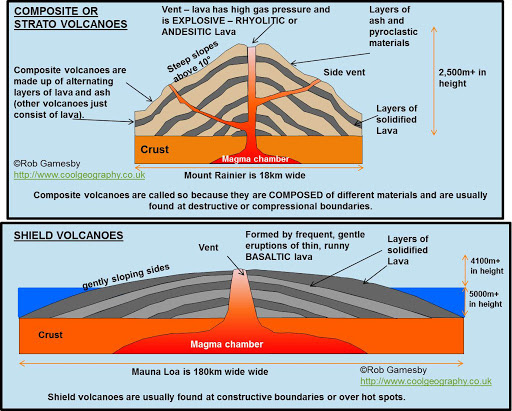 COMPOSITE OR
STRATO VOLCANOES
Vent – lava has high gas pressure and
is EXPLOSIVE – RHYOLITIC or
ANDESITIC Lava
Layers of
ash and
pyroclastic
materials
Steep slopes
above 10°
Composite volcanoes are
made up of alternating
layers of lava and ash
(other volcanoes just
consist of lava).
Side vent
2,500m+ in
height
Layers of
solidified
Lava
Crust
Magma chamber
©Rob Gamesby
http://www.coolgeography.co.uk
Mount Rainier is 18km wide
Composite volcanoes are called so because they are COMPOSED of different materials and are usually
found at destructive or compressional boundaries.
SHIELD VOLCANOES
Vent
Formed by frequent, gentle
eruptions of thin, runny
BASALTIC lava
Layers of
solidified
Lava
4100m+
in height
gently sloping sides
5000m+
in height
Crust
Magma chamber
Mauna Loa is 180km wide wide
©Rob Gamesby
http://www.coolgeography.co.uk
Shield volcanoes are usually found at constructive boundaries or over hot spots.